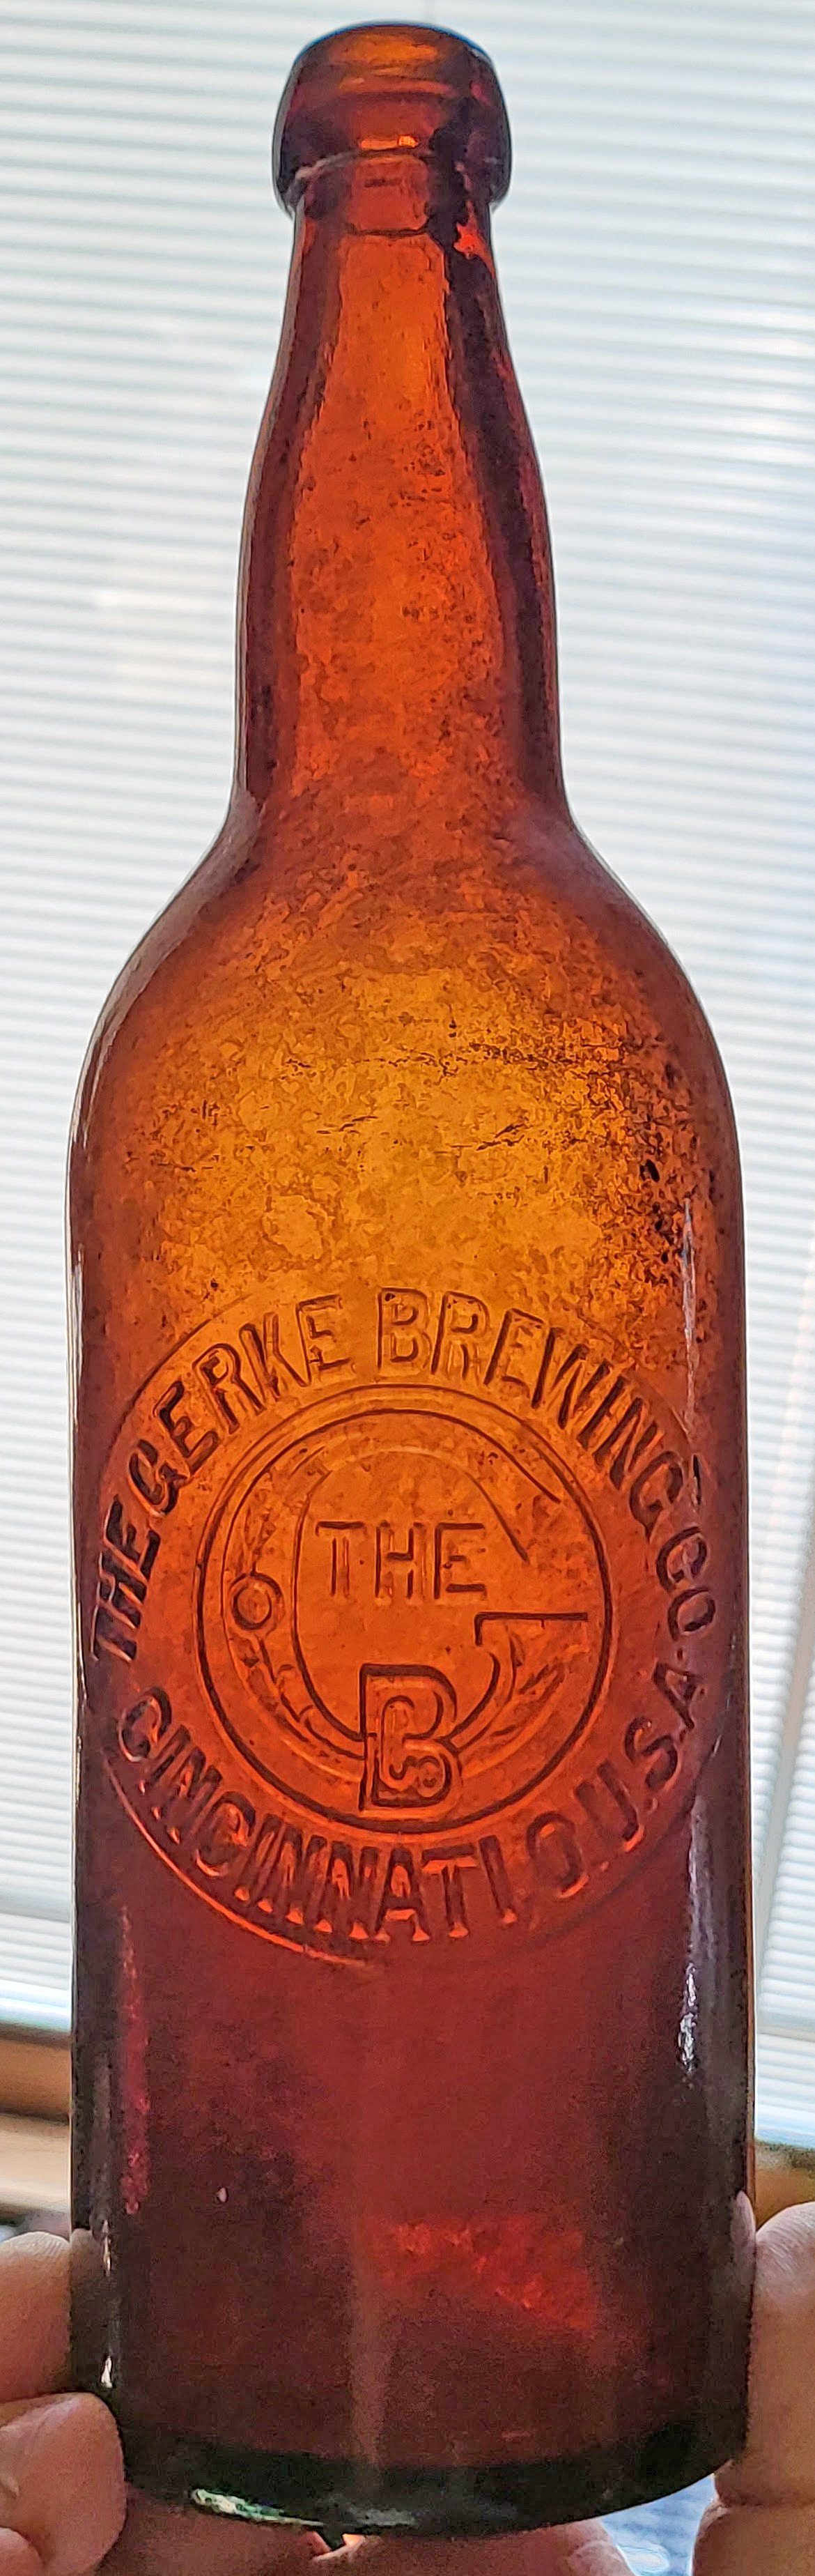 THE GERKE BREWING CO
THE
G
B
Co
CINCINNATI.O.U.S.A.